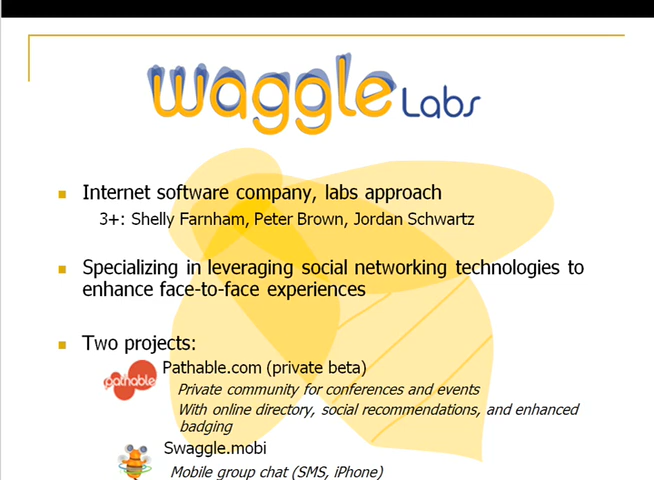 waggle Labs
Internet software company, labs approach
3+: Shelly Farnham, Peter Brown, Jordan Schwartz
Specializing in leveraging social networking technologies to
enhance face-to-face experiences
Two projects:
pathable
Pathable.com (private beta)
Private community for conferences and events
With online directory, social recommendations, and enhanced
badging
Swaggle.mobi
Mobile group chat (SMS, iPhone)